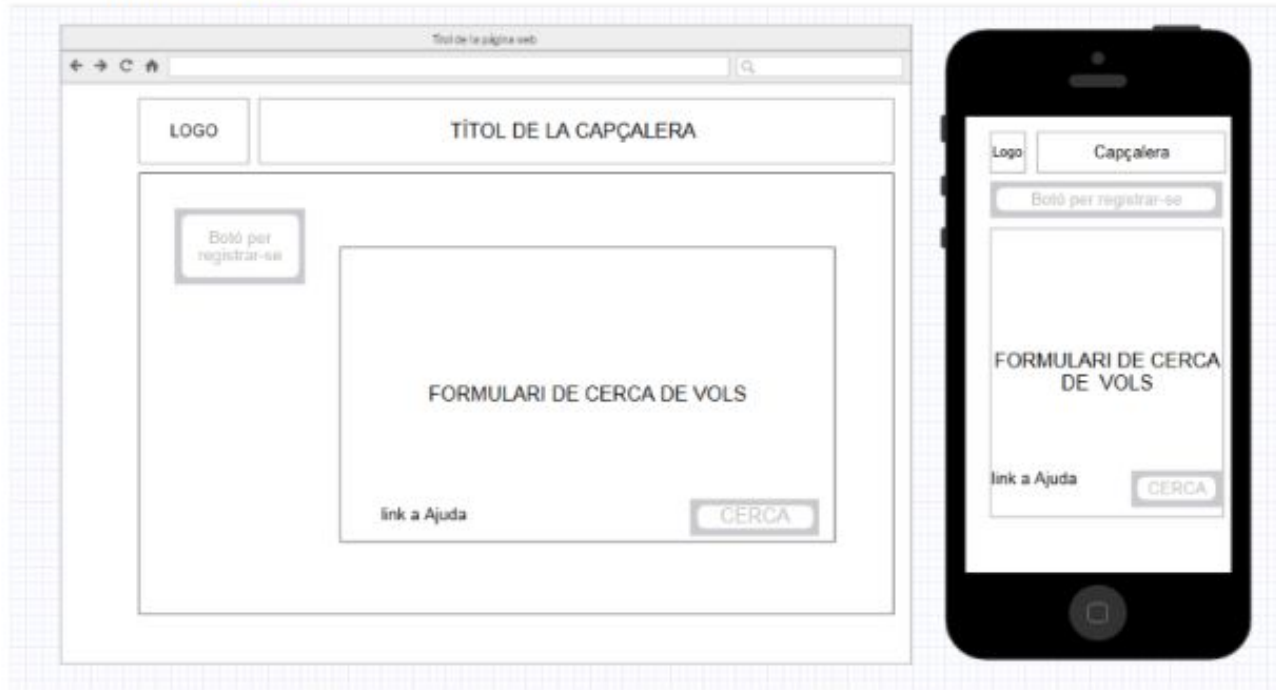 Títol de la pàgina web
LOGO
TÍTOL DE LA CAPÇALERA
Botó per
registrar-se
FORMULARI DE CERCA DE VOLS
link a Ajuda
CERCA
Logo
Capçalera
Botó per registrar-se
FORMULARI DE CERCA
DE VOLS
link a Ajuda
CERCA